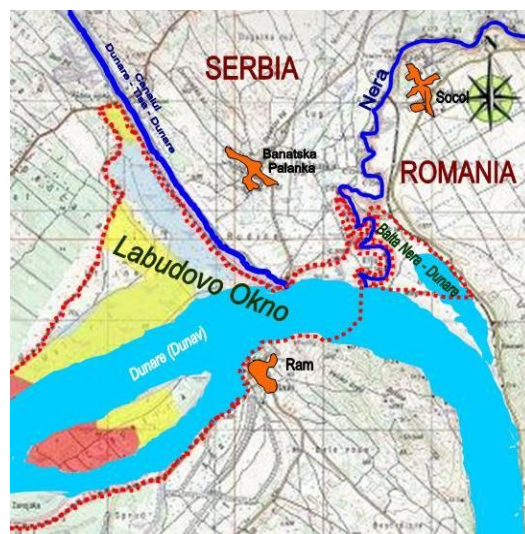 SERBIA
Canalul
Dunare - Tisa - Dunare
Nera
N
Socol
Banatska
Palanka
ROMANIA
Balta Nera - Dunare
Labudovo Okno
Dunare (Dunav)
Ram